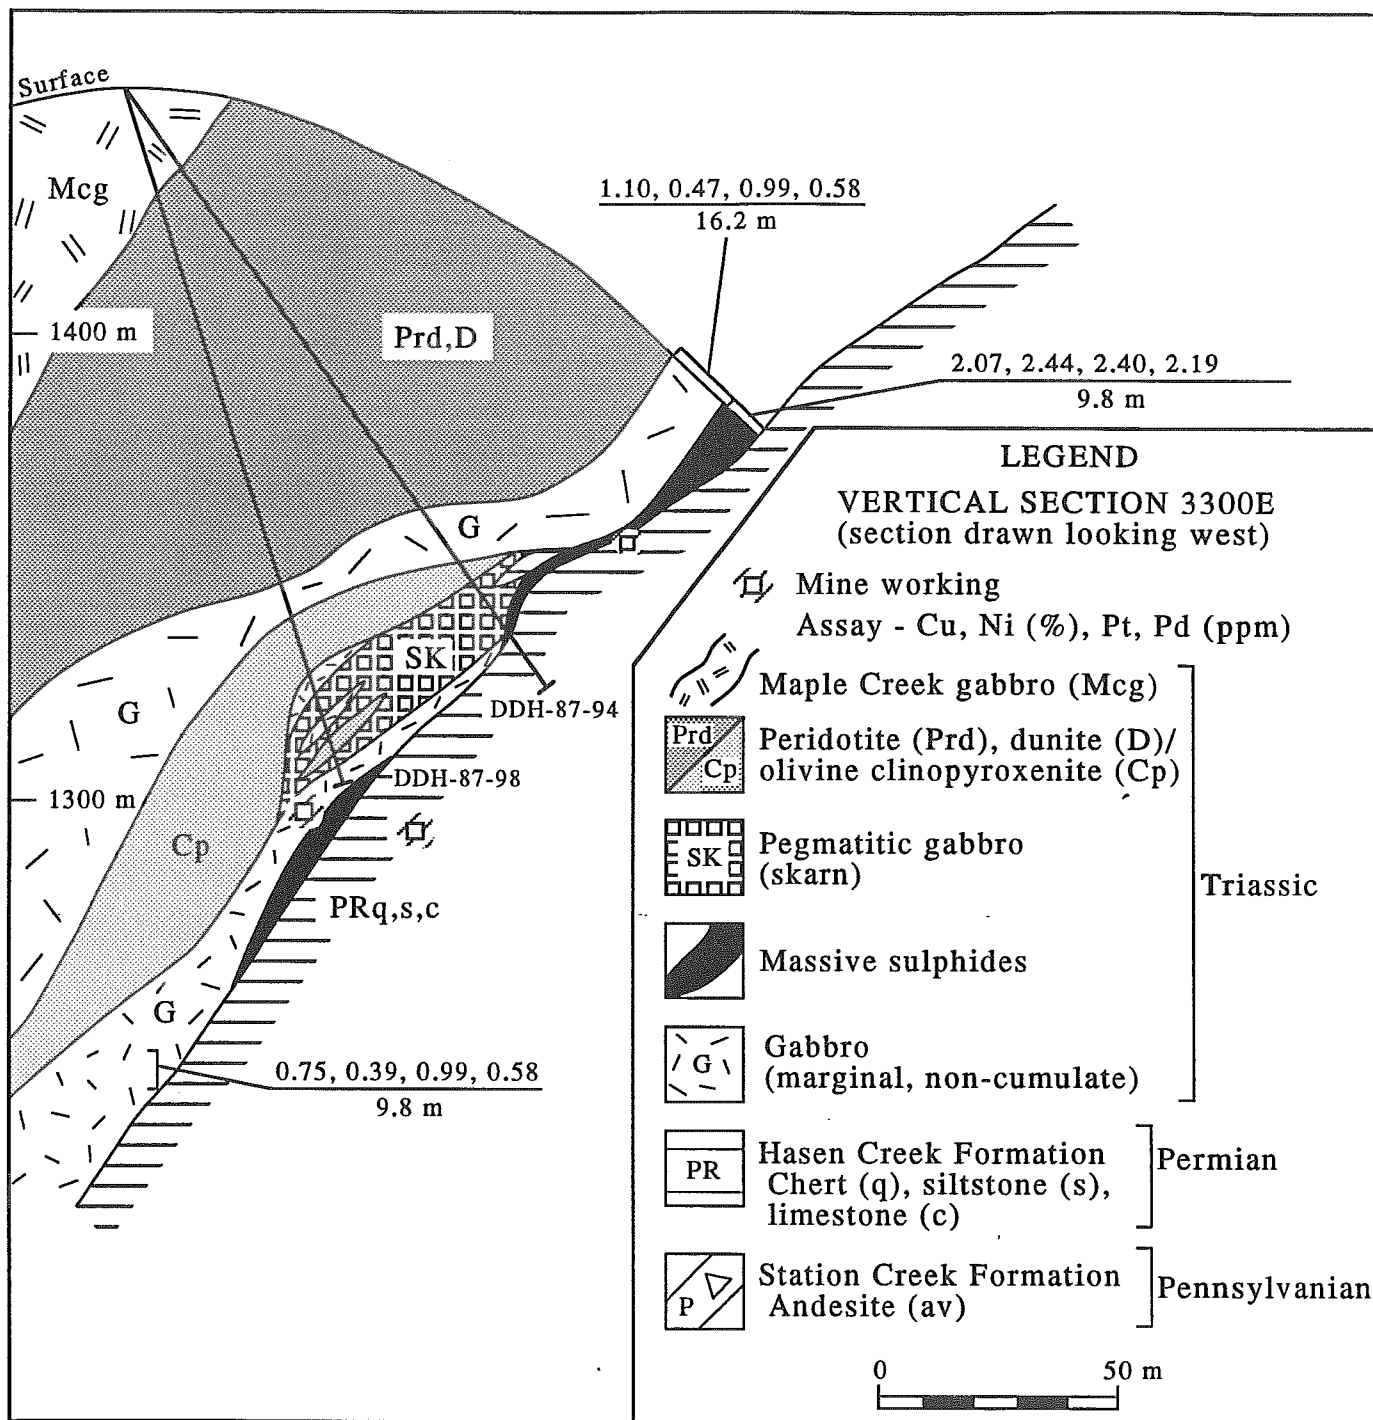 Surface
Mcg
1.10, 0.47, 0.99, 0.58
16.2 m
1400 m
Prd,D
2.07, 2.44, 2.40, 2.19
9.8 m
G
SK
DDH-87-94
G
DDH-87-98
1300 m
Cp
PRq,s,c
G
0.75, 0.39, 0.99, 0.58
9.8 m
LEGEND
VERTICAL SECTION 3300E
(section drawn looking west)
Mine working
Assay - Cu, Ni (%), Pt, Pd (ppm)
Maple Creek gabbro (Mcg)
Prd
Cp
Peridotite (Prd), dunite (D)/
olivine clinopyroxenite (Cp)
SK
Pegmatitic gabbro
(skarn)
Triassic
Massive sulphides
G
Gabbro
(marginal, non-cumulate)
PR
Hasen Creek Formation
Chert (q), siltstone (s),
limestone (c)
Permian
P
Station Creek Formation
Andesite (av)
Pennsylvanian
0 50 m